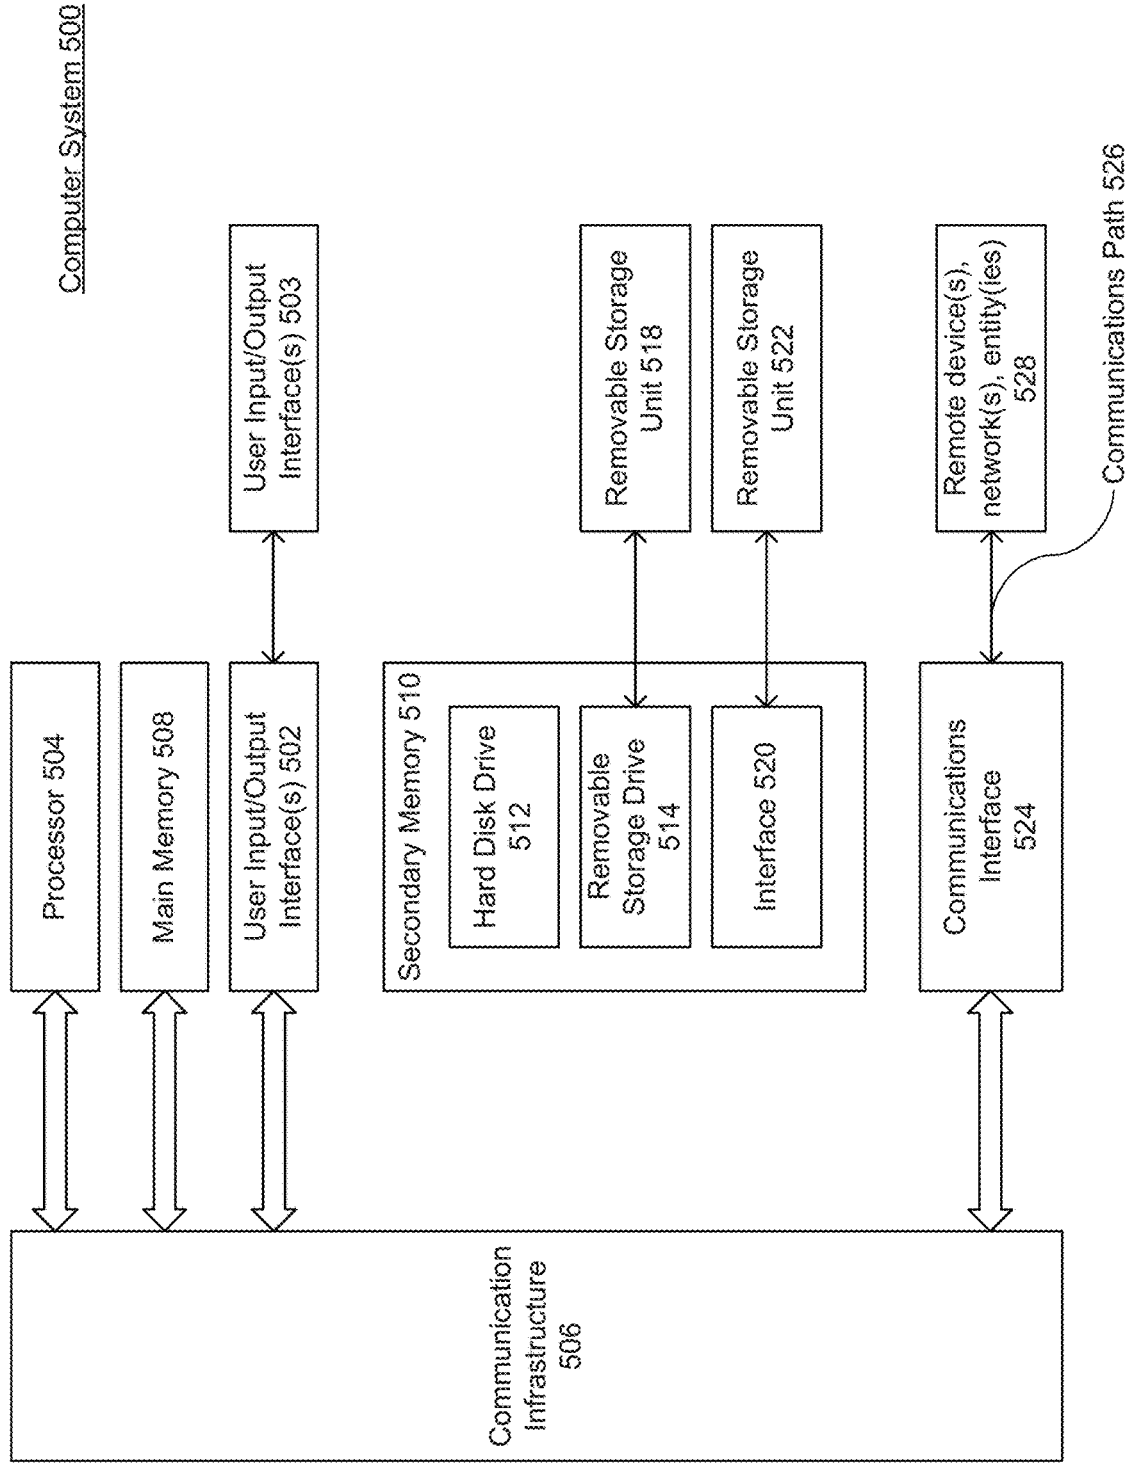 Computer System 500
Processor 504
Main Memory 508
User Input/Output
Interface(s) 502
User Input/Output
Interface(s) 503
Secondary Memory 510
Hard Disk Drive
512
Removable
Storage Drive
514
Removable Storage
Unit 518
Interface 520
Removable Storage
Unit 522
Communications
Interface
524
Remote device(s),
network(s), entity(ies)
528
Communications Path 526
Communication
Infrastructure
506